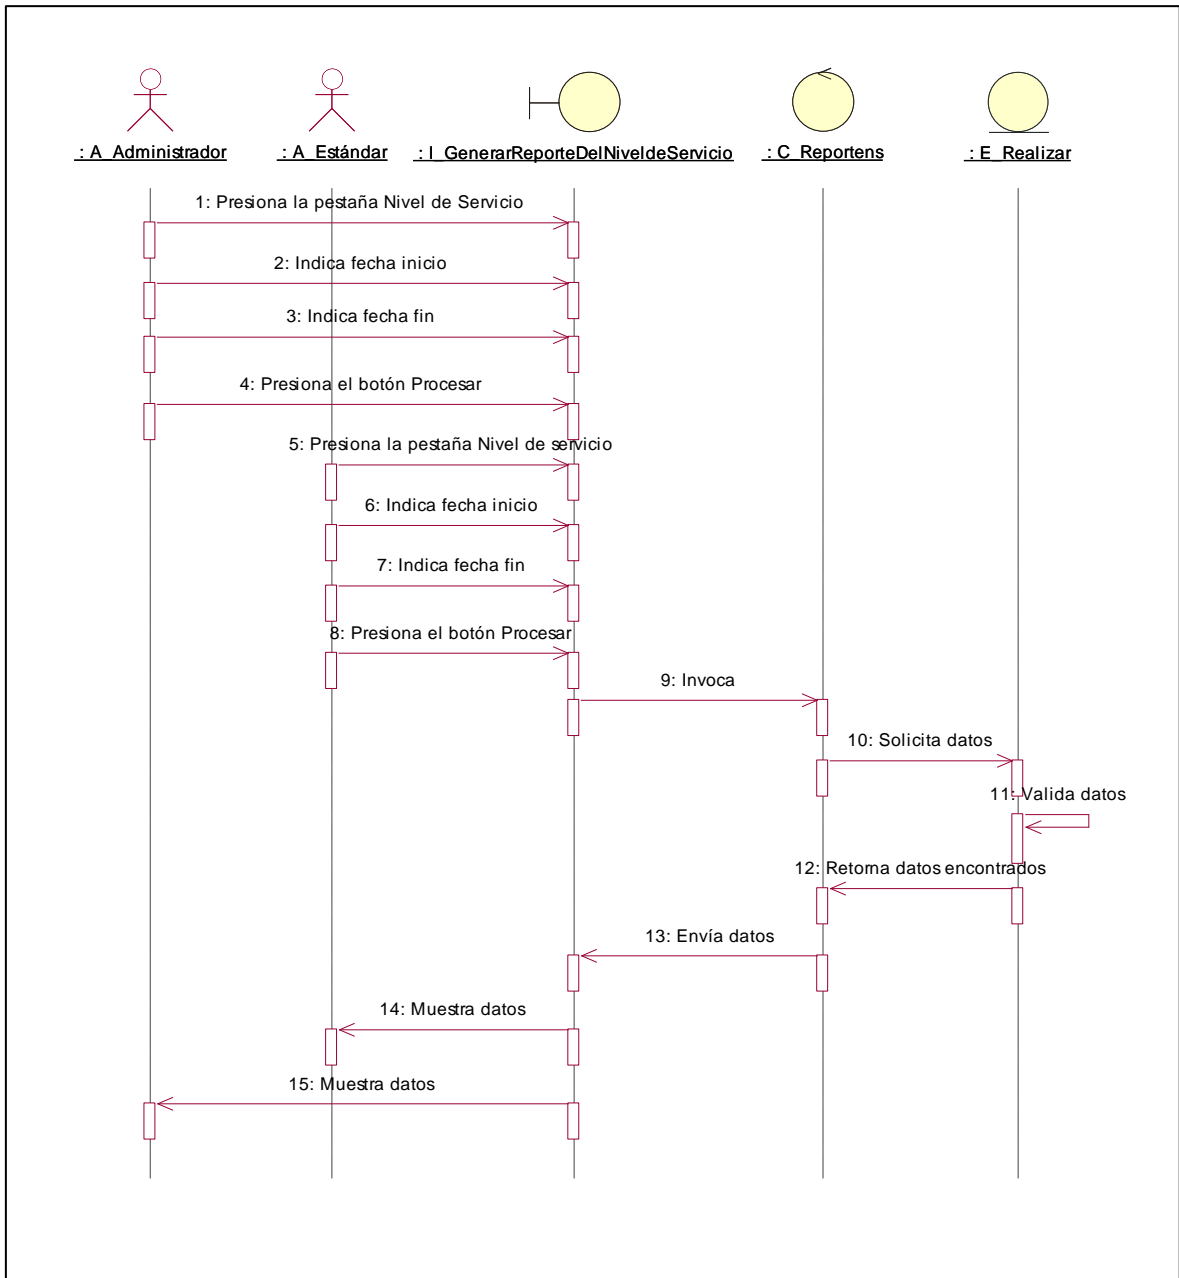 : A_Administrador
: A_Estándar
: I_GenerarReporteDelNiveldeServicio
: C_Reportens
: E_Realizar
1: Presiona la pestaña Nivel de Servicio
2: Indica fecha inicio
3: Indica fecha fin
4: Presiona el botón Procesar
5: Presiona la pestaña Nivel de servicio
6: Indica fecha inicio
7: Indica fecha fin
8: Presiona el botón Procesar
9: Invoca
10: Solicita datos
11: Valida datos
12: Retorna datos encontrados
13: Envía datos
14: Muestra datos
15: Muestra datos